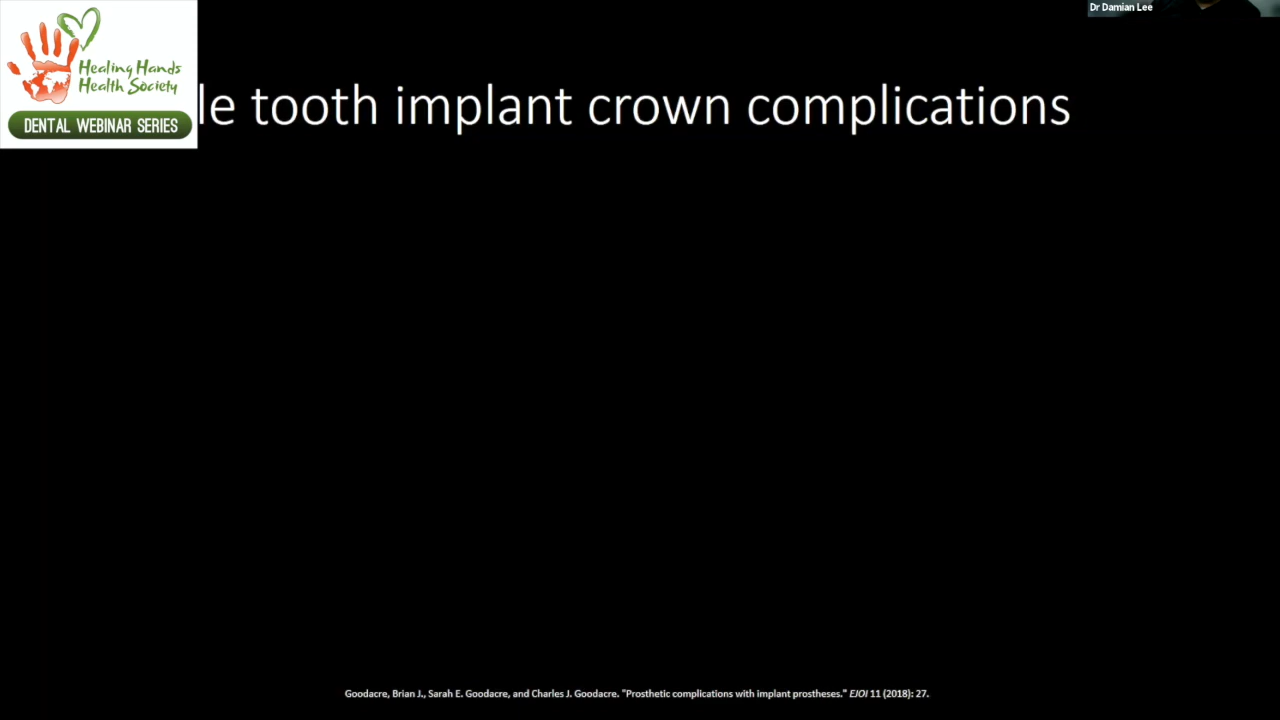 Dr Damian Lee
Healing Hands
Health Society
DENTAL WEBINAR SERIES
le tooth implant crown complications
Goodacre, Brian J., Sarah E. Goodacre, and Charles J. Goodacre. "Prosthetic complications with implant prostheses." EJOI 11 (2018): 27.